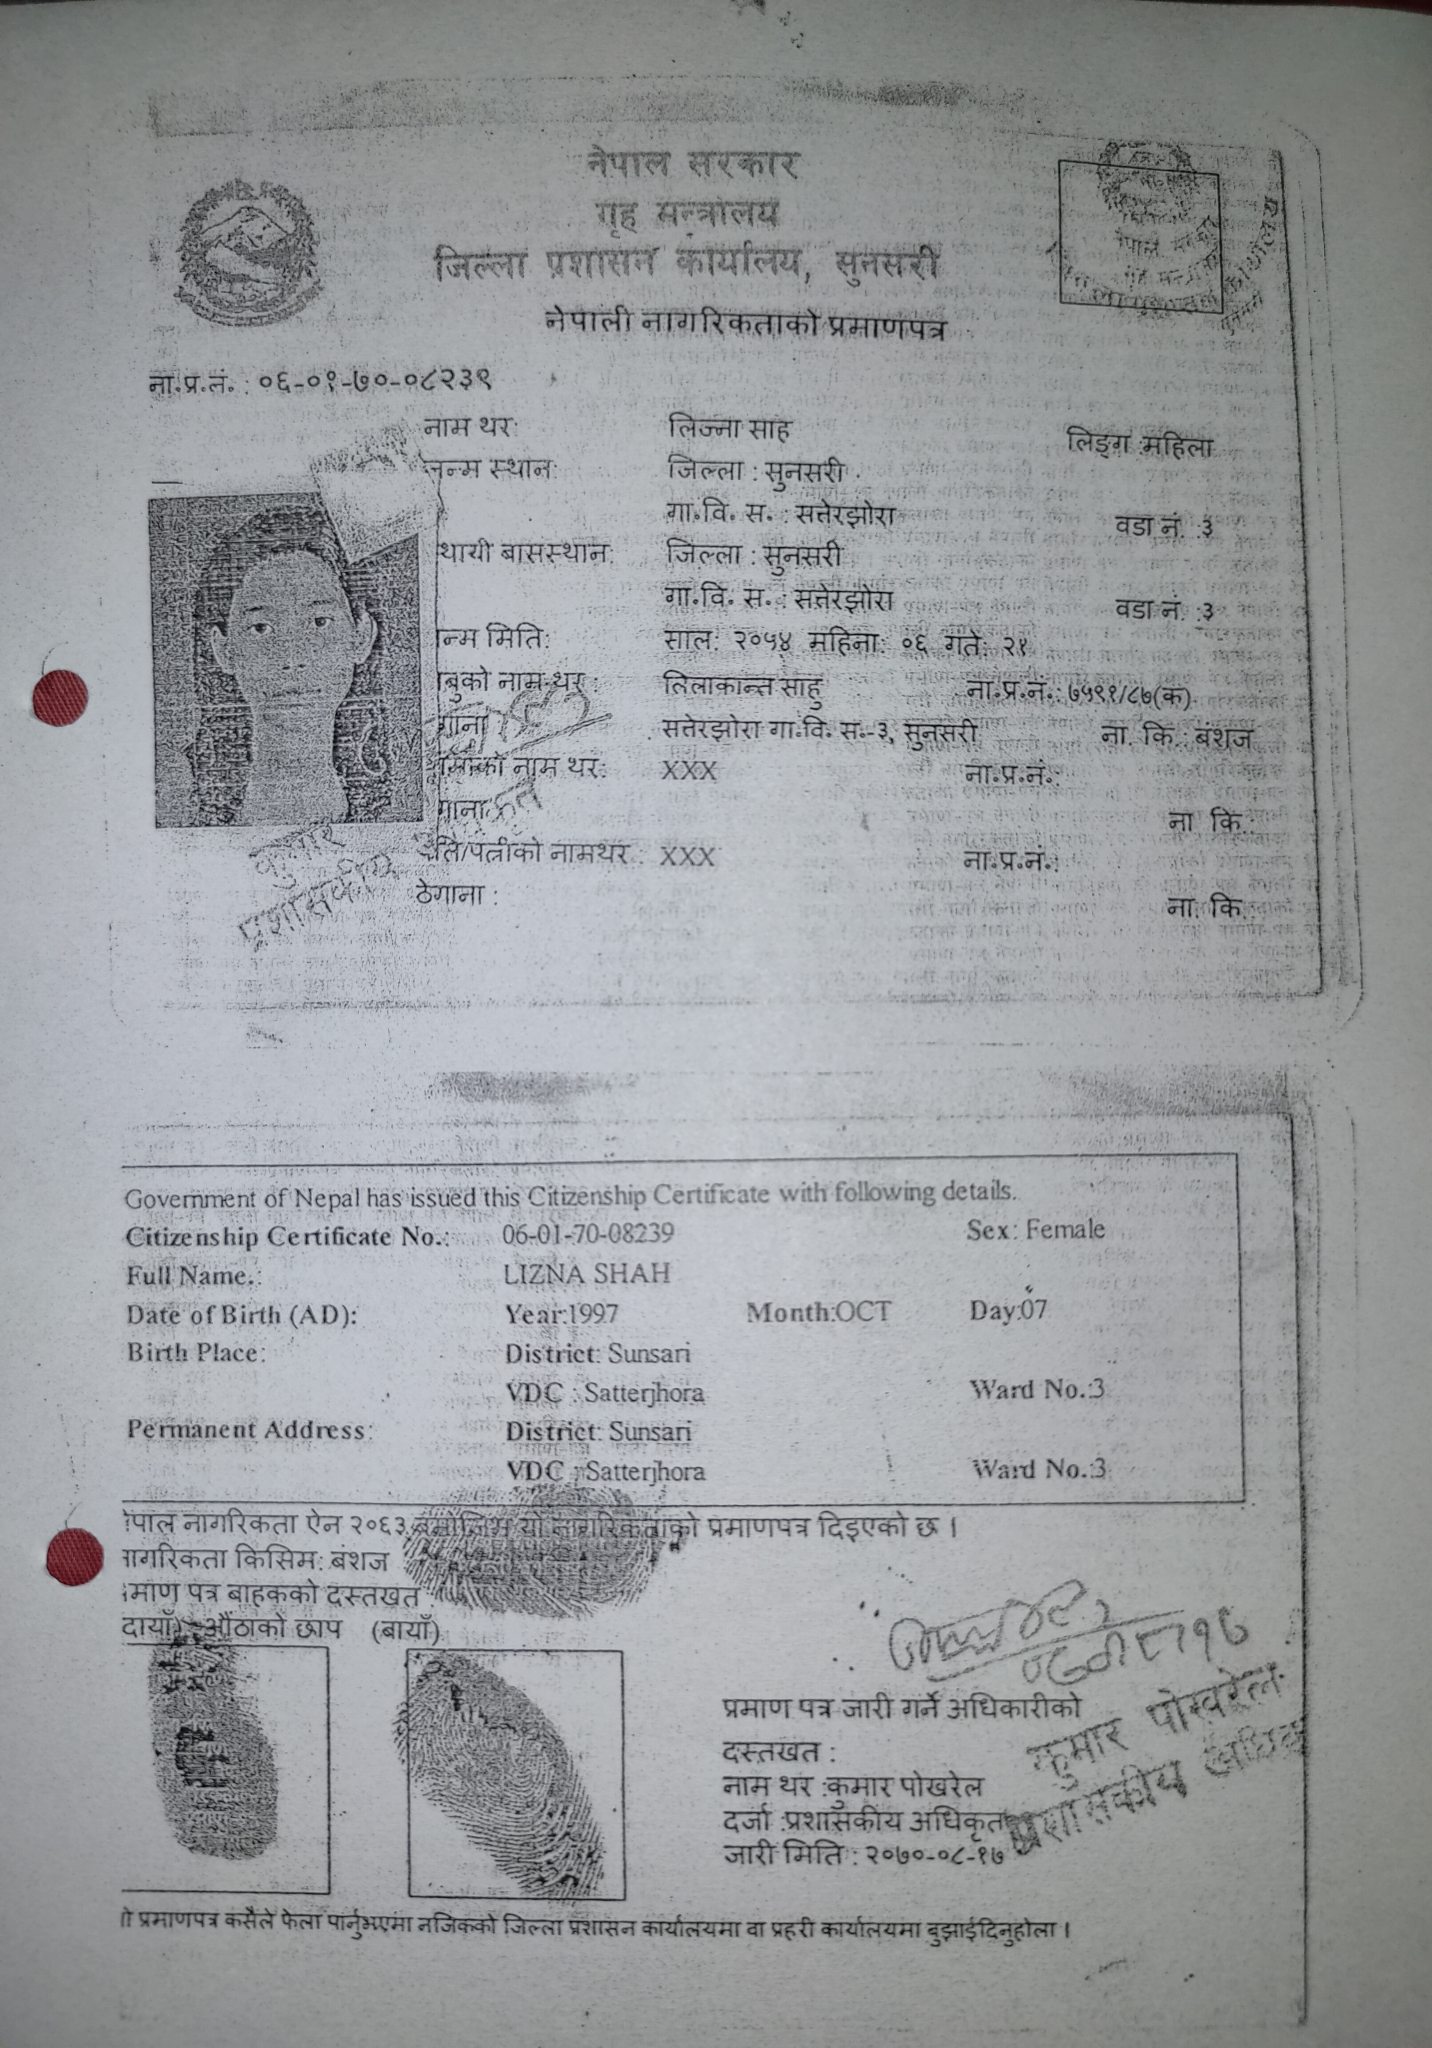 नेपाल सरकार
गृह मन्त्रालय
जिल्ला प्रशासन कार्यालय, सुनसरी
नेपाली नागरिकताको प्रमाणपत्र
ना.प्र.नं. : ०६-०१-७०-०८२३९
नाम थर: लिज्ना साह लिङ्ग :महिला
जन्म स्थान: जिल्ला : सुनसरी
गा.वि. स. : सत्तेरझोरा वडा नं. :३
थायी बासस्थान: जिल्ला : सुनसरी
गा.वि. स. : सत्तेरझोरा वडा नं. :३
न्म मिति: साल: २०५४ महिना: ०६ गते: २१
बुको नाम थर : लिलाकान्त साहु ना.प्र.नं. : ७५९१/८७(क)
गाना सत्तेरझोरा गा.वि. स.-३, सुनसरी ना. कि.: बंशज
माको नाम थर: XXX ना.प्र.नं.:
गाना ना. कि.:
ति/पत्नीको नामथर : XXX ना.प्र.नं.:
ठेगाना : ना. कि.
कुमार
प्रशासकीय
Government of Nepal has issued this Citizenship Certificate with following details.
Citizenship Certificate No.: 06-01-70-08239 Sex: Female
Full Name.: LIZNA SHAH
Date of Birth (AD): Year:1997 Month:OCT Day:07
Birth Place: District: Sunsari
VDC : Satterjhora Ward No.:3
Permanent Address: District: Sunsari
VDC : Satterjhora Ward No.:3
ेपाल नागरिकता ऐन २०६३ बमोजिम यो नागरिकताको प्रमाणपत्र दिइएको छ ।
ागरिकता किसिम: बंशज
माण पत्र बाहकको दस्तखत :
दायाँ) औंठाको छाप (बायाँ)
०७०।८।१७
प्रमाण पत्र जारी गर्ने अधिकारीको
दस्तखत :
नाम थर :कुमार पोखरेल
दर्जा :प्रशासकीय अधिकृत
जारी मिति : २०७०-०८-१७
कुमार पोखरेल
प्रशासकीय अधिकृ
ो प्रमाणपत्र कसैले फेला पार्नुभएमा नजिकको जिल्ला प्रशासन कार्यालयमा वा प्रहरी कार्यालयमा बुझाईदिनुहोला ।